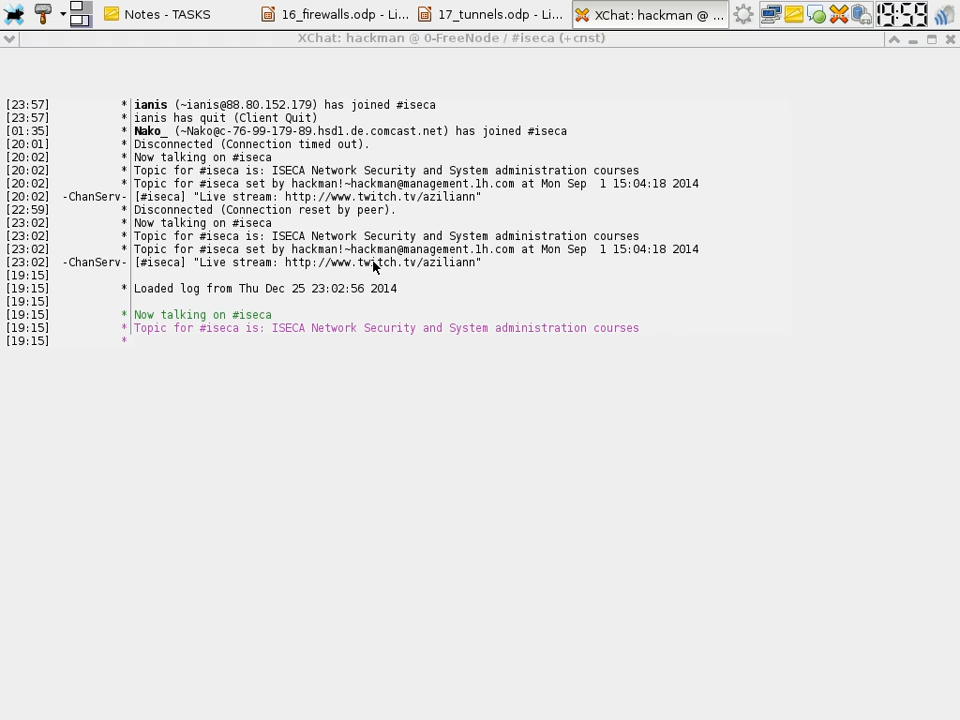 Notes - TASKS
16_firewalls.odp - Li...
17_tunnels.odp - Li...
XChat: hackman @ ...
19:59
XChat: hackman @ 0-FreeNode / #iseca (+cnst)
[23:57] * ianis (~ianis@88.80.152.179) has joined #iseca
[23:57] * ianis has quit (Client Quit)
[01:35] * Nako_ (~Nako@c-76-99-179-89.hsd1.de.comcast.net) has joined #iseca
[20:01] * Disconnected (Connection timed out).
[20:02] * Now talking on #iseca
[20:02] * Topic for #iseca is: ISECA Network Security and System administration courses
[20:02] * Topic for #iseca set by hackman!~hackman@management.1h.com at Mon Sep  1 15:04:18 2014
[20:02] -ChanServ- [#iseca] "Live stream: http://www.twitch.tv/aziliann"
[22:59] * Disconnected (Connection reset by peer).
[23:02] * Now talking on #iseca
[23:02] * Topic for #iseca is: ISECA Network Security and System administration courses
[23:02] * Topic for #iseca set by hackman!~hackman@management.1h.com at Mon Sep  1 15:04:18 2014
[23:02] -ChanServ- [#iseca] "Live stream: http://www.twitch.tv/aziliann"
[19:15]
[19:15] * Loaded log from Thu Dec 25 23:02:56 2014
[19:15]
[19:15] * Now talking on #iseca
[19:15] * Topic for #iseca is: ISECA Network Security and System administration courses
[19:15] *